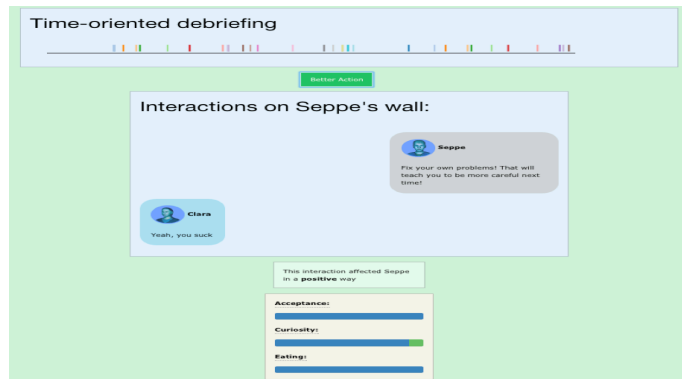 Time-oriented debriefing
Better Action
Interactions on Seppe's wall:
Seppe
Fix your own problems! That will
teach you to be more careful next
time!
Clara
Yeah, you suck
This interaction affected Seppe
in a positive way
Acceptance:
Curiosity:
Eating: